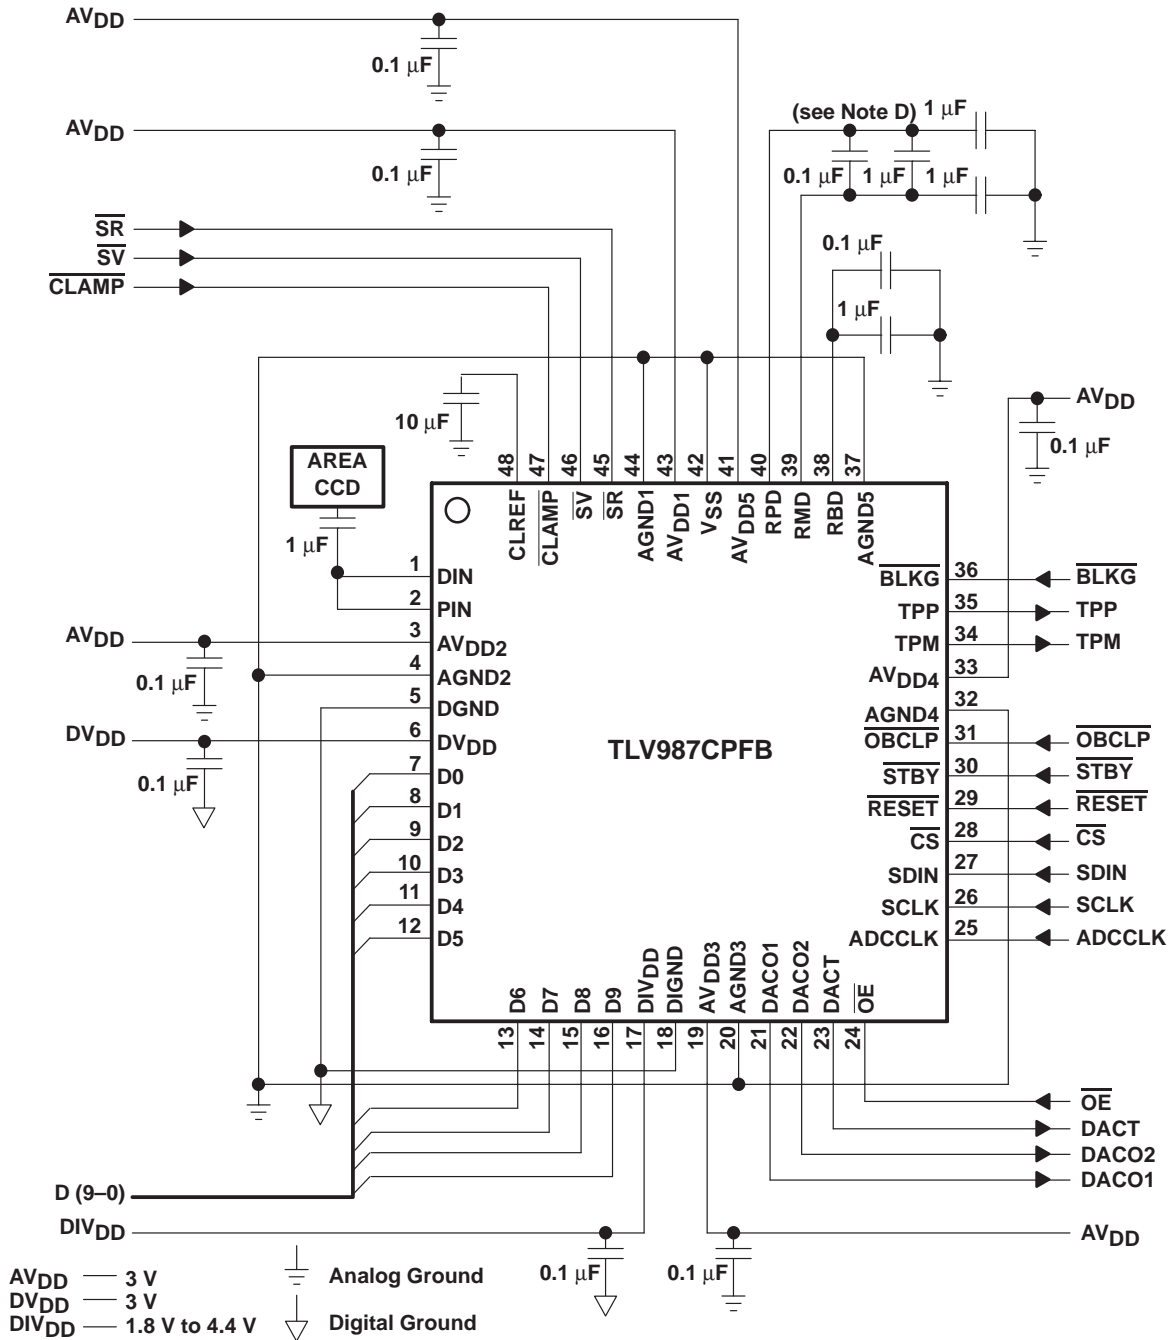 AVDD
0.1 μF
AVDD
0.1 μF
(see Note D)
1 μF
0.1 μF
1 μF
1 μF
SR
SV
CLAMP
0.1 μF
1 μF
10 μF
AVDD
0.1 μF
AREA
CCD
1 μF
48
47
46
45
44
43
42
41
40
39
38
37
CLREF
CLAMP
SV
SR
AGND1
AVDD1
VSS
AVDD5
RPD
RMD
RBD
AGND5
1 DIN
2 PIN
AVDD 3 AVDD2
0.1 μF
4 AGND2
5 DGND
DVDD 6 DVDD
0.1 μF
7 D0
8 D1
9 D2
10 D3
11 D4
12 D5
TLV987CPFB
BLKG 36 BLKG
TPP 35 TPP
TPM 34 TPM
AVDD4 33
AGND4 32
OBCLP 31 OBCLP
STBY 30 STBY
RESET 29 RESET
CS 28 CS
SDIN 27 SDIN
SCLK 26 SCLK
ADCCLK 25 ADCCLK
D6
D7
D8
D9
DIVDD
DIGND
AVDD3
AGND3
DACO1
DACO2
DACT
OE
13
14
15
16
17
18
19
20
21
22
23
24
OE
DACT
DACO2
DACO1
D (9–0)
DIVDD
0.1 μF
0.1 μF
AVDD
AVDD 3 V
DVDD 3 V
DIVDD 1.8 V to 4.4 V
Analog Ground
Digital Ground